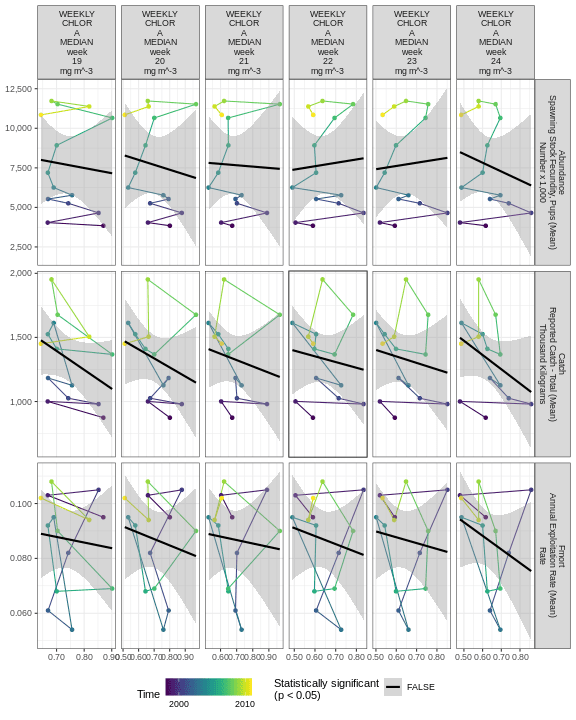 WEEKLY
CHLOR
A
MEDIAN
week
19
mg m^-3
WEEKLY
CHLOR
A
MEDIAN
week
20
mg m^-3
WEEKLY
CHLOR
A
MEDIAN
week
21
mg m^-3
WEEKLY
CHLOR
A
MEDIAN
week
22
mg m^-3
WEEKLY
CHLOR
A
MEDIAN
week
23
mg m^-3
WEEKLY
CHLOR
A
MEDIAN
week
24
mg m^-3
12,500
10,000
7,500
5,000
2,500
Abundance
Spawning Stock Fecundity, Pups (Mean)
Number x 1,000
2,000
1,500
1,000
Catch
Reported Catch - Total (Mean)
Thousand Kilograms
0.100
0.080
0.060
Fmort
Annual Exploitation Rate (Mean)
Rate
0.70 0.80 0.90
0.50 0.60 0.70 0.80 0.90
0.50 0.60 0.70 0.80 0.90
0.50 0.60 0.70 0.80
0.50 0.60 0.70 0.80
0.50 0.60 0.70 0.80
Time
2000 2010
Statistically significant
(p < 0.05)
FALSE